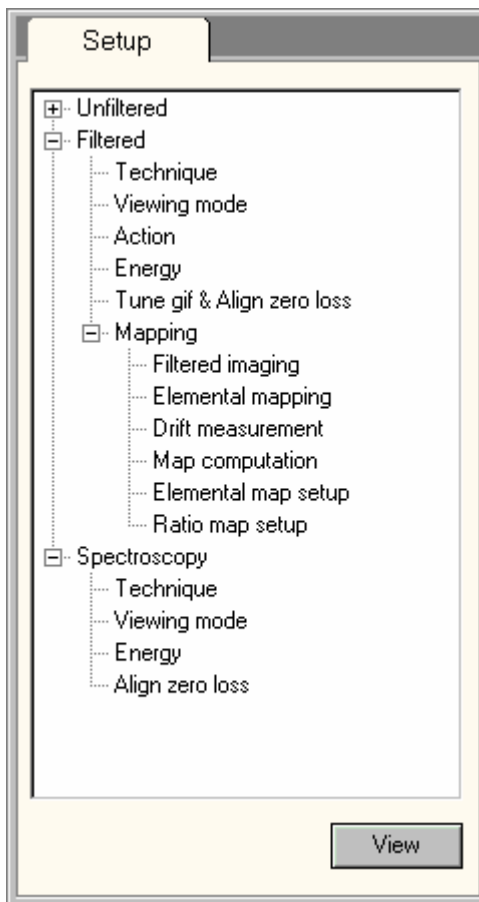 Setup
Unfiltered
Filtered
Technique
Viewing mode
Action
Energy
Tune gif & Align zero loss
Mapping
Filtered imaging
Elemental mapping
Drift measurement
Map computation
Elemental map setup
Ratio map setup
Spectroscopy
Technique
Viewing mode
Energy
Align zero loss
View